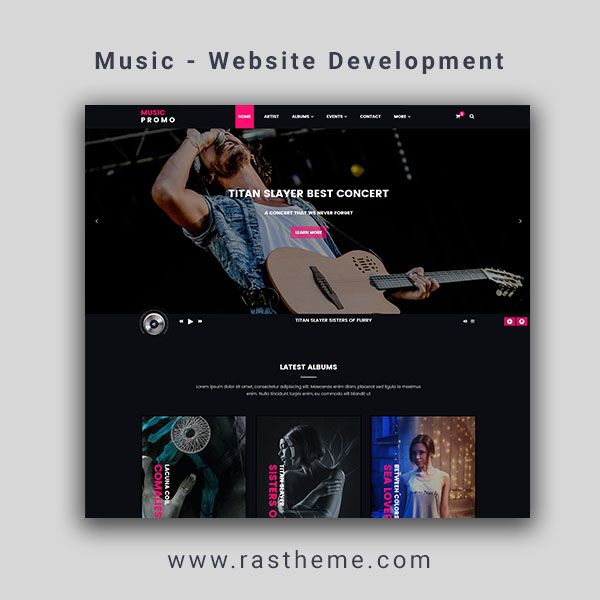 Music - Website Development
MUSIC
PROMO
HOME
ARTIST
ALBUMS
EVENTS
CONTACT
MORE
TITAN SLAYER BEST CONCERT
A CONCERT THAT WE NEVER FORGET
LEARN MORE
TITAN SLAYER SISTERS OF FURRY
LATEST ALBUMS
Lorem ipsum dolor sit amet, consectetur adipiscing elit. Maecenas enim diam, placerat sed ligula ia maximus
enim. Nulla tincidunt turpis enim, eu commodo elit blandit ut
LACUNA COIL
COMALIES
TITAN SLAYER
SISTERS O
BETWEEN COLORS
SEA LOVER
www.rastheme.com